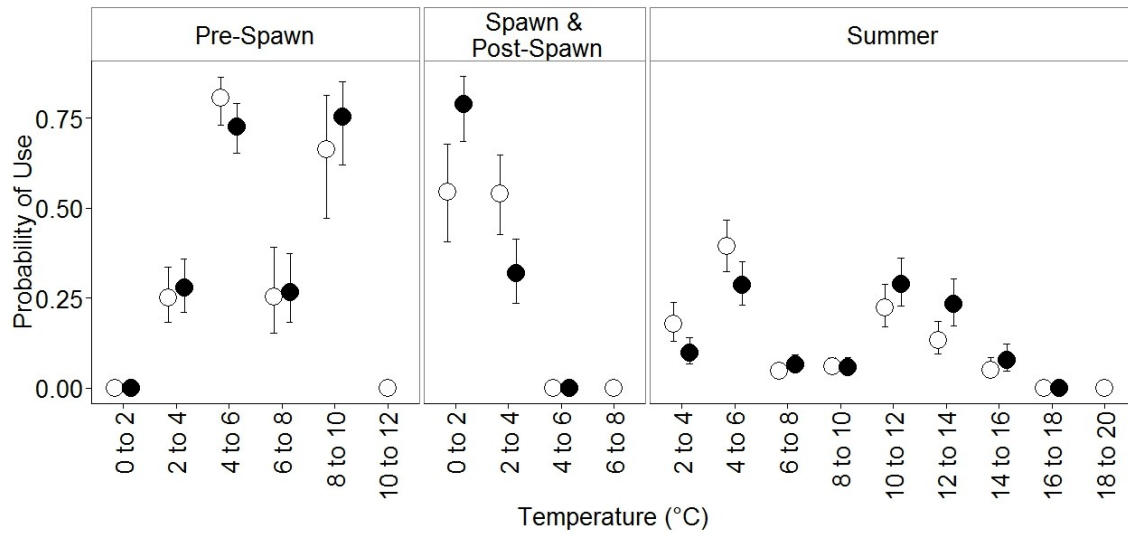 Pre-Spawn
Spawn &
Post-Spawn
Summer
Probability of Use
0.75
0.50
0.25
0.00
0 to 2
2 to 4
4 to 6
6 to 8
8 to 10
10 to 12
0 to 2
2 to 4
4 to 6
6 to 8
2 to 4
4 to 6
6 to 8
8 to 10
10 to 12
12 to 14
14 to 16
16 to 18
18 to 20
Temperature (°C)